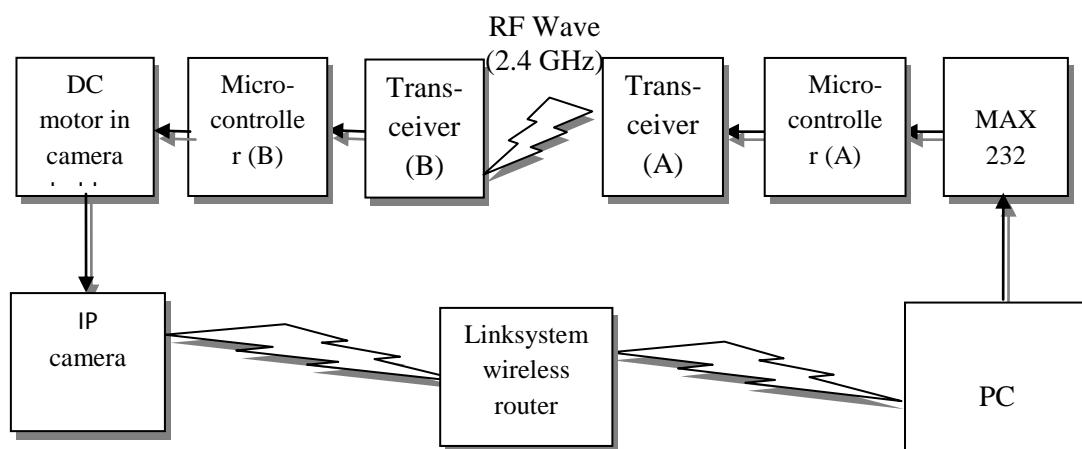 RF Wave
(2.4 GHz)
DC
motor in
camera
Micro-
controlle
r (B)
Trans-
ceiver
(B)
Trans-
ceiver
(A)
Micro-
controlle
r (A)
MAX
232
IP
camera
Linksystem
wireless
router
PC